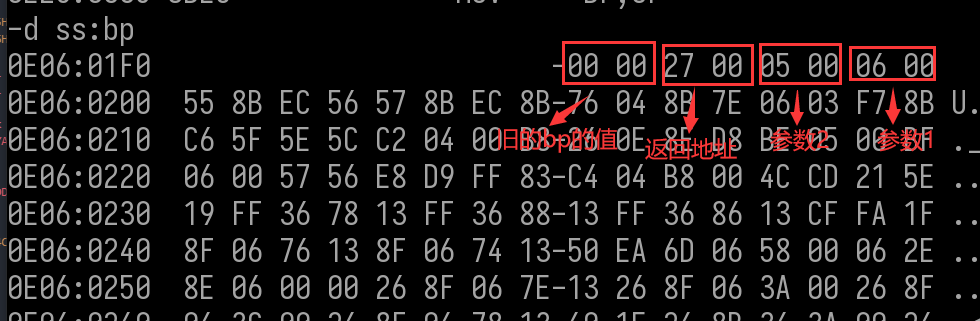 -d ss:bp
0E06:01F0 -00 00 27 00 05 00 06 00
0E06:0200 55 8B EC 56 57 8B EC 8B-76 04 8B 7E 06 03 F7 8B U.
0E06:0210 C6 5F 5E 5C C2 04 00 B8-26 0E 8E D8 BE 05 00 BF ._
旧的bp的值 返回地址 参数2 参数1
0E06:0220 06 00 57 56 E8 D9 FF 83-C4 04 B8 00 4C CD 21 5E ..
0E06:0230 19 FF 36 78 13 FF 36 88-13 FF 36 86 13 CF FA 1F ..
0E06:0240 8F 06 76 13 8F 06 74 13-50 EA 6D 06 58 00 06 2E ..
0E06:0250 8E 06 00 00 26 8F 06 7E-13 26 8F 06 3A 00 26 8F ..